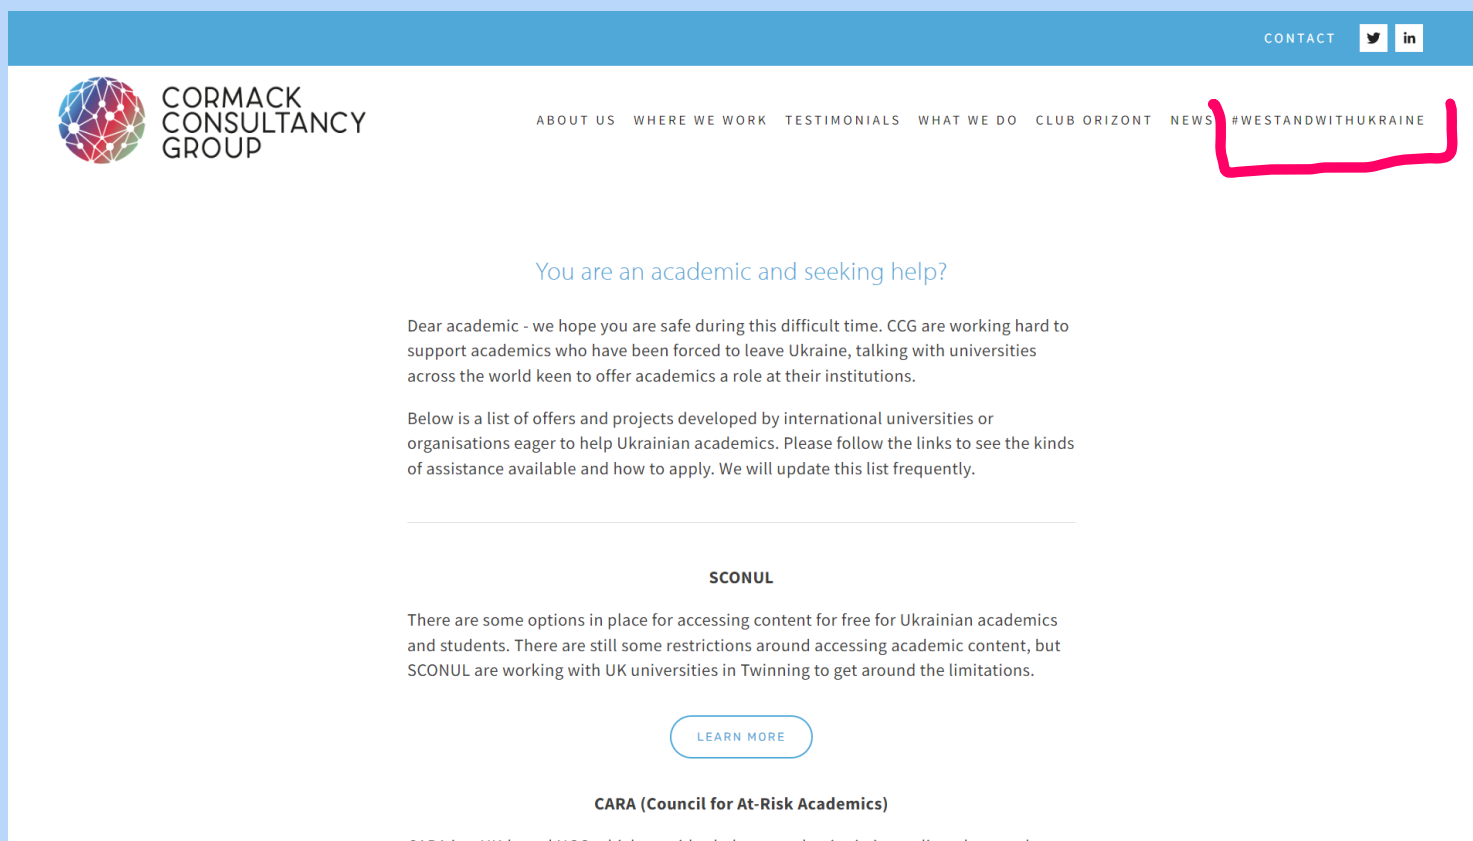 CONTACT
in
CORMACK
CONSULTANCY
GROUP
ABOUT US WHERE WE WORK TESTIMONIALS WHAT WE DO CLUB ORIZONT NEWS #WESTANDWITHUKRAINE
You are an academic and seeking help?
Dear academic - we hope you are safe during this difficult time. CCG are working hard to
support academics who have been forced to leave Ukraine, talking with universities
across the world keen to offer academics a role at their institutions.
Below is a list of offers and projects developed by international universities or
organisations eager to help Ukrainian academics. Please follow the links to see the kinds
of assistance available and how to apply. We will update this list frequently.
SCONUL
There are some options in place for accessing content for free for Ukrainian academics
and students. There are still some restrictions around accessing academic content, but
SCONUL are working with UK universities in Twinning to get around the limitations.
LEARN MORE
CARA (Council for At-Risk Academics)